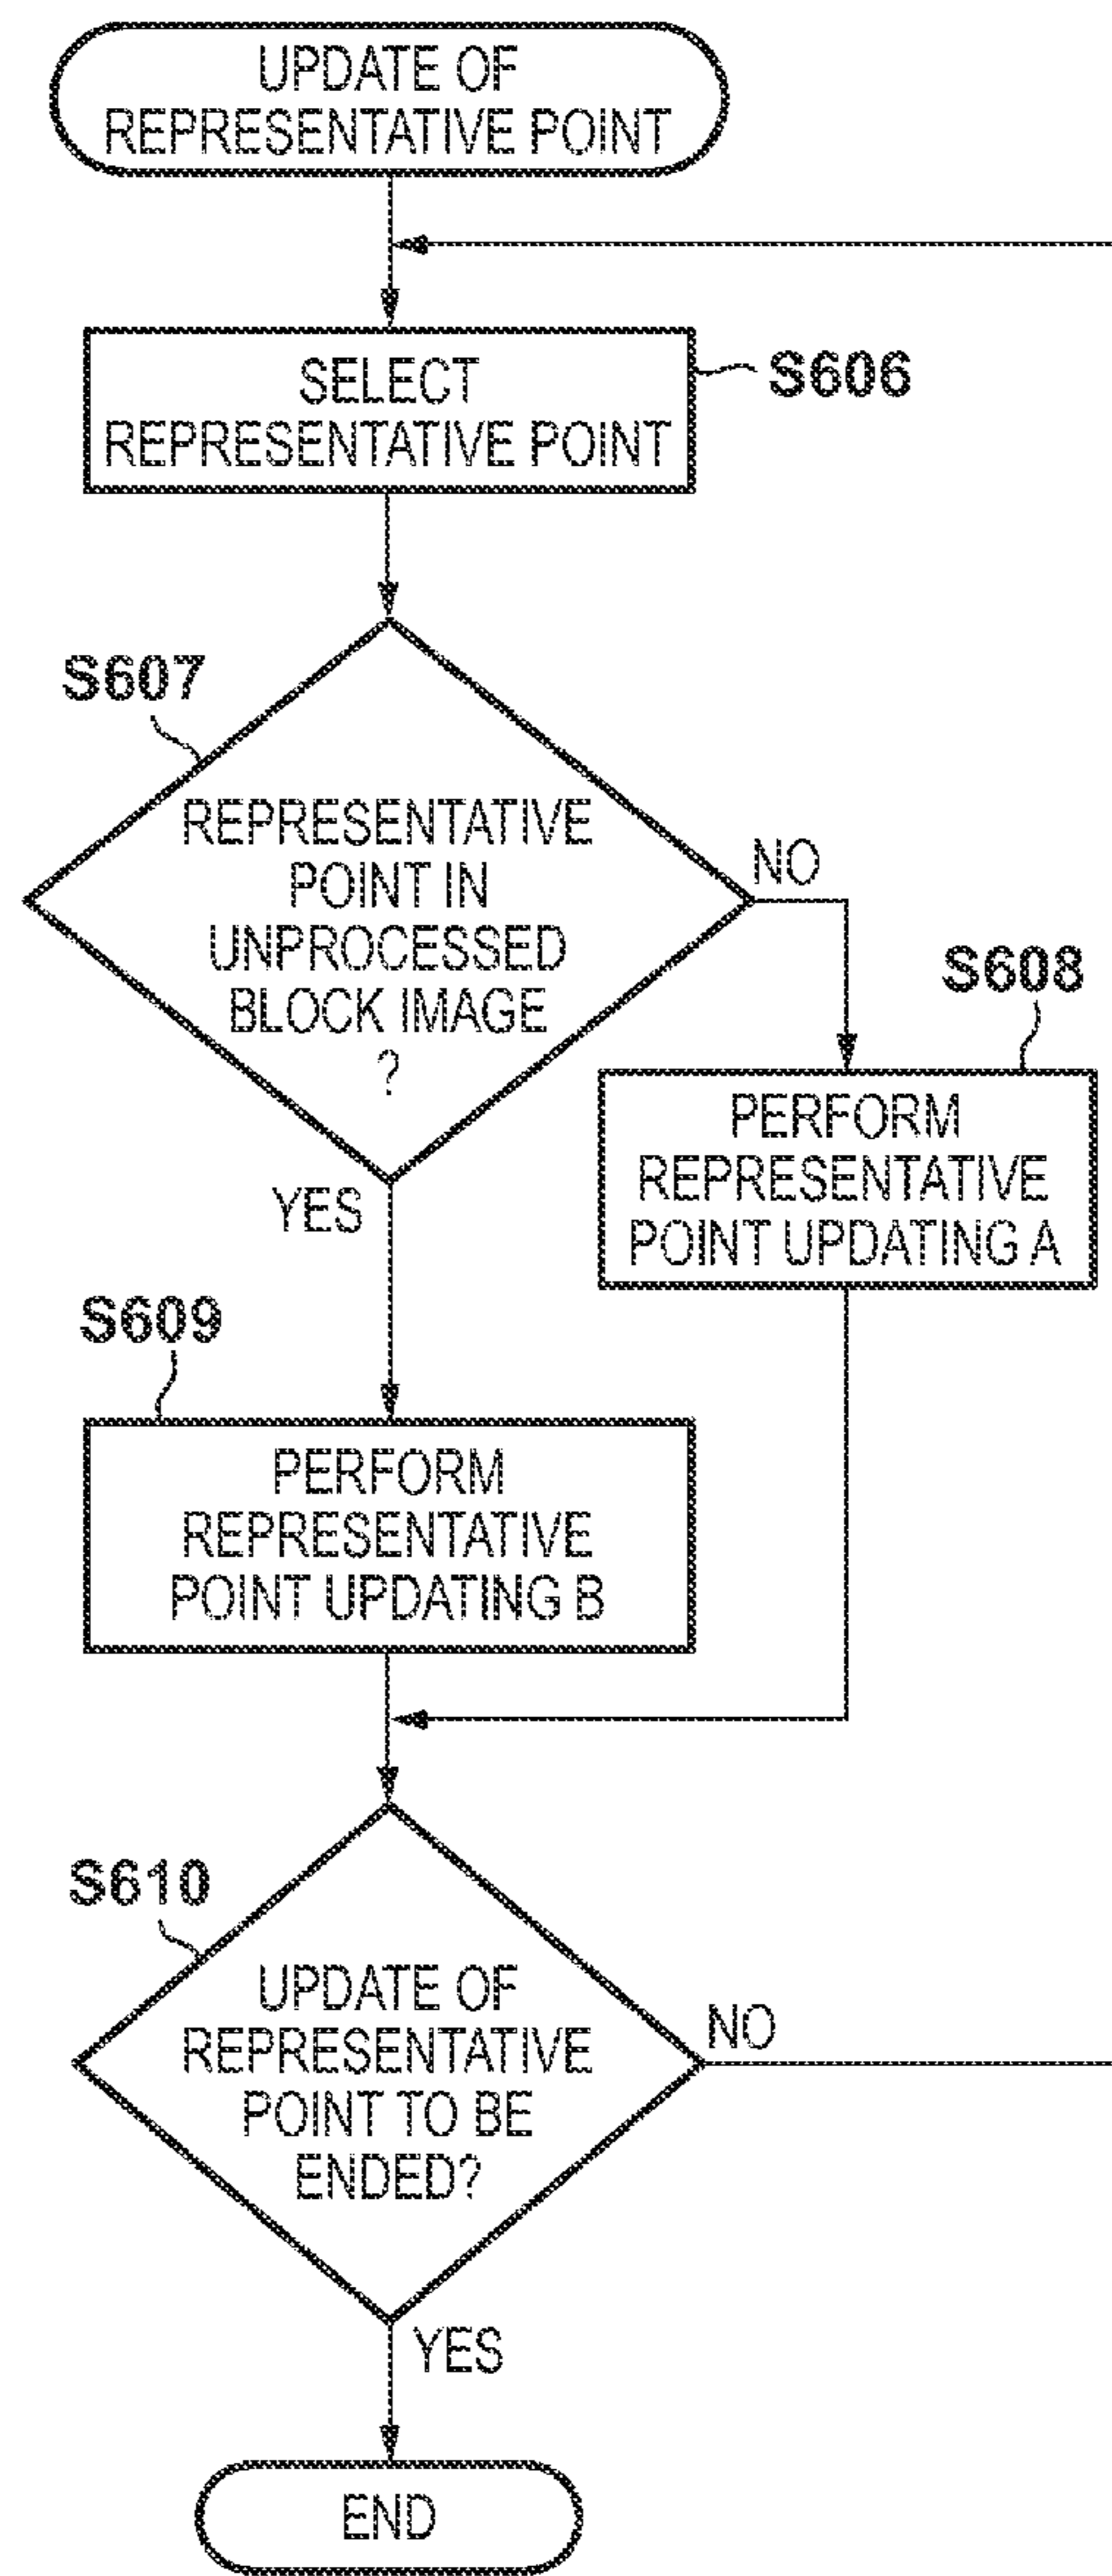 UPDATE OF
REPRESENTATIVE POINT
SELECT
REPRESENTATIVE POINT
S606
S607
REPRESENTATIVE
POINT IN
UNPROCESSED
BLOCK IMAGE
?
NO
YES
S608
PERFORM
REPRESENTATIVE
POINT UPDATING A
S609
PERFORM
REPRESENTATIVE
POINT UPDATING B
S610
UPDATE OF
REPRESENTATIVE
POINT TO BE
ENDED?
NO
YES
END